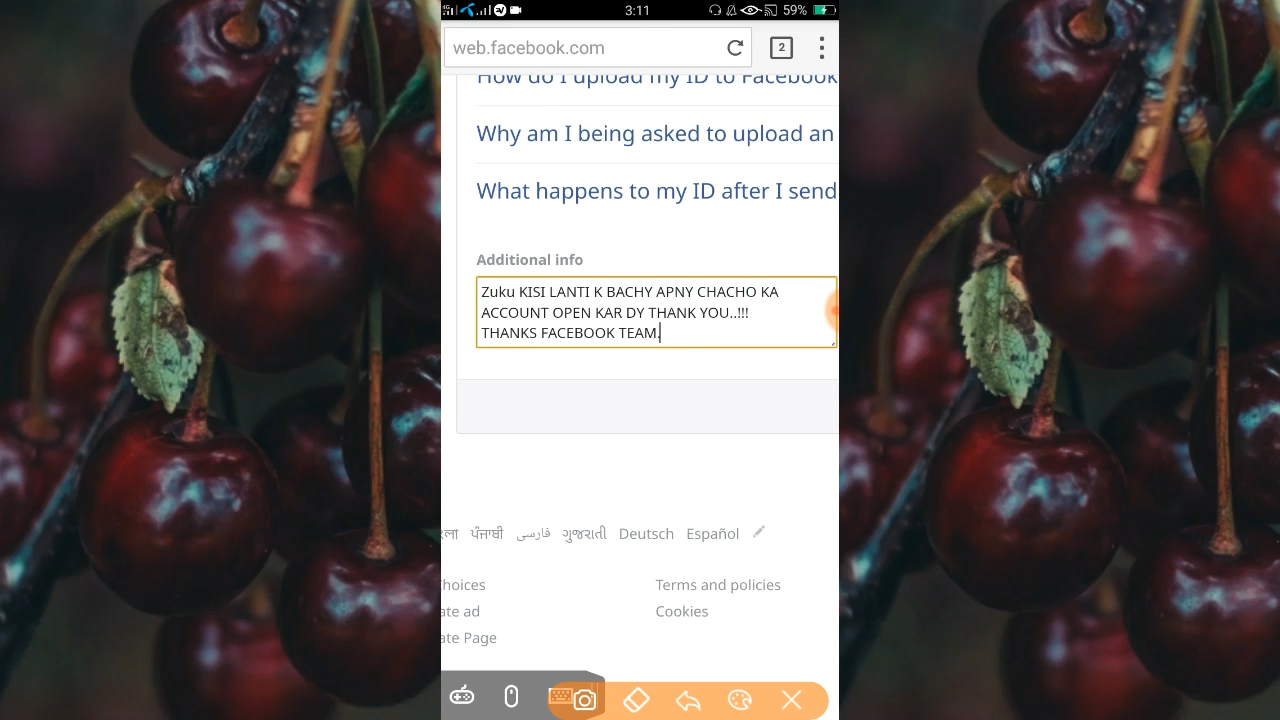 3:11
59%
web.facebook.com
2
How do I upload my ID to Facebook
Why am I being asked to upload an
What happens to my ID after I send
Additional info
Zuku KISI LANTI K BACHY APNY CHACHO KA
ACCOUNT OPEN KAR DY THANK YOU..!!!
THANKS FACEBOOK TEAM.
ਪੰਜਾਬੀ فارسی ગુજરાતી Deutsch Español
hoices Terms and policies
ate ad Cookies
ate Page